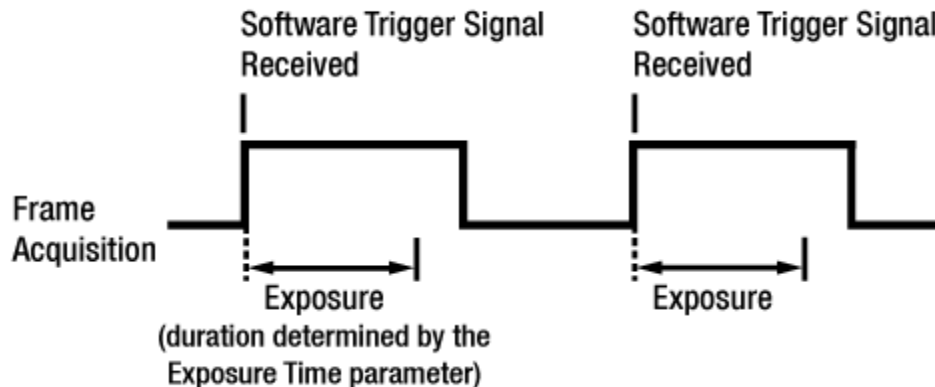 Software Trigger Signal
Received
Software Trigger Signal
Received
Frame
Acquisition
Exposure
(duration determined by the
Exposure Time parameter)
Exposure